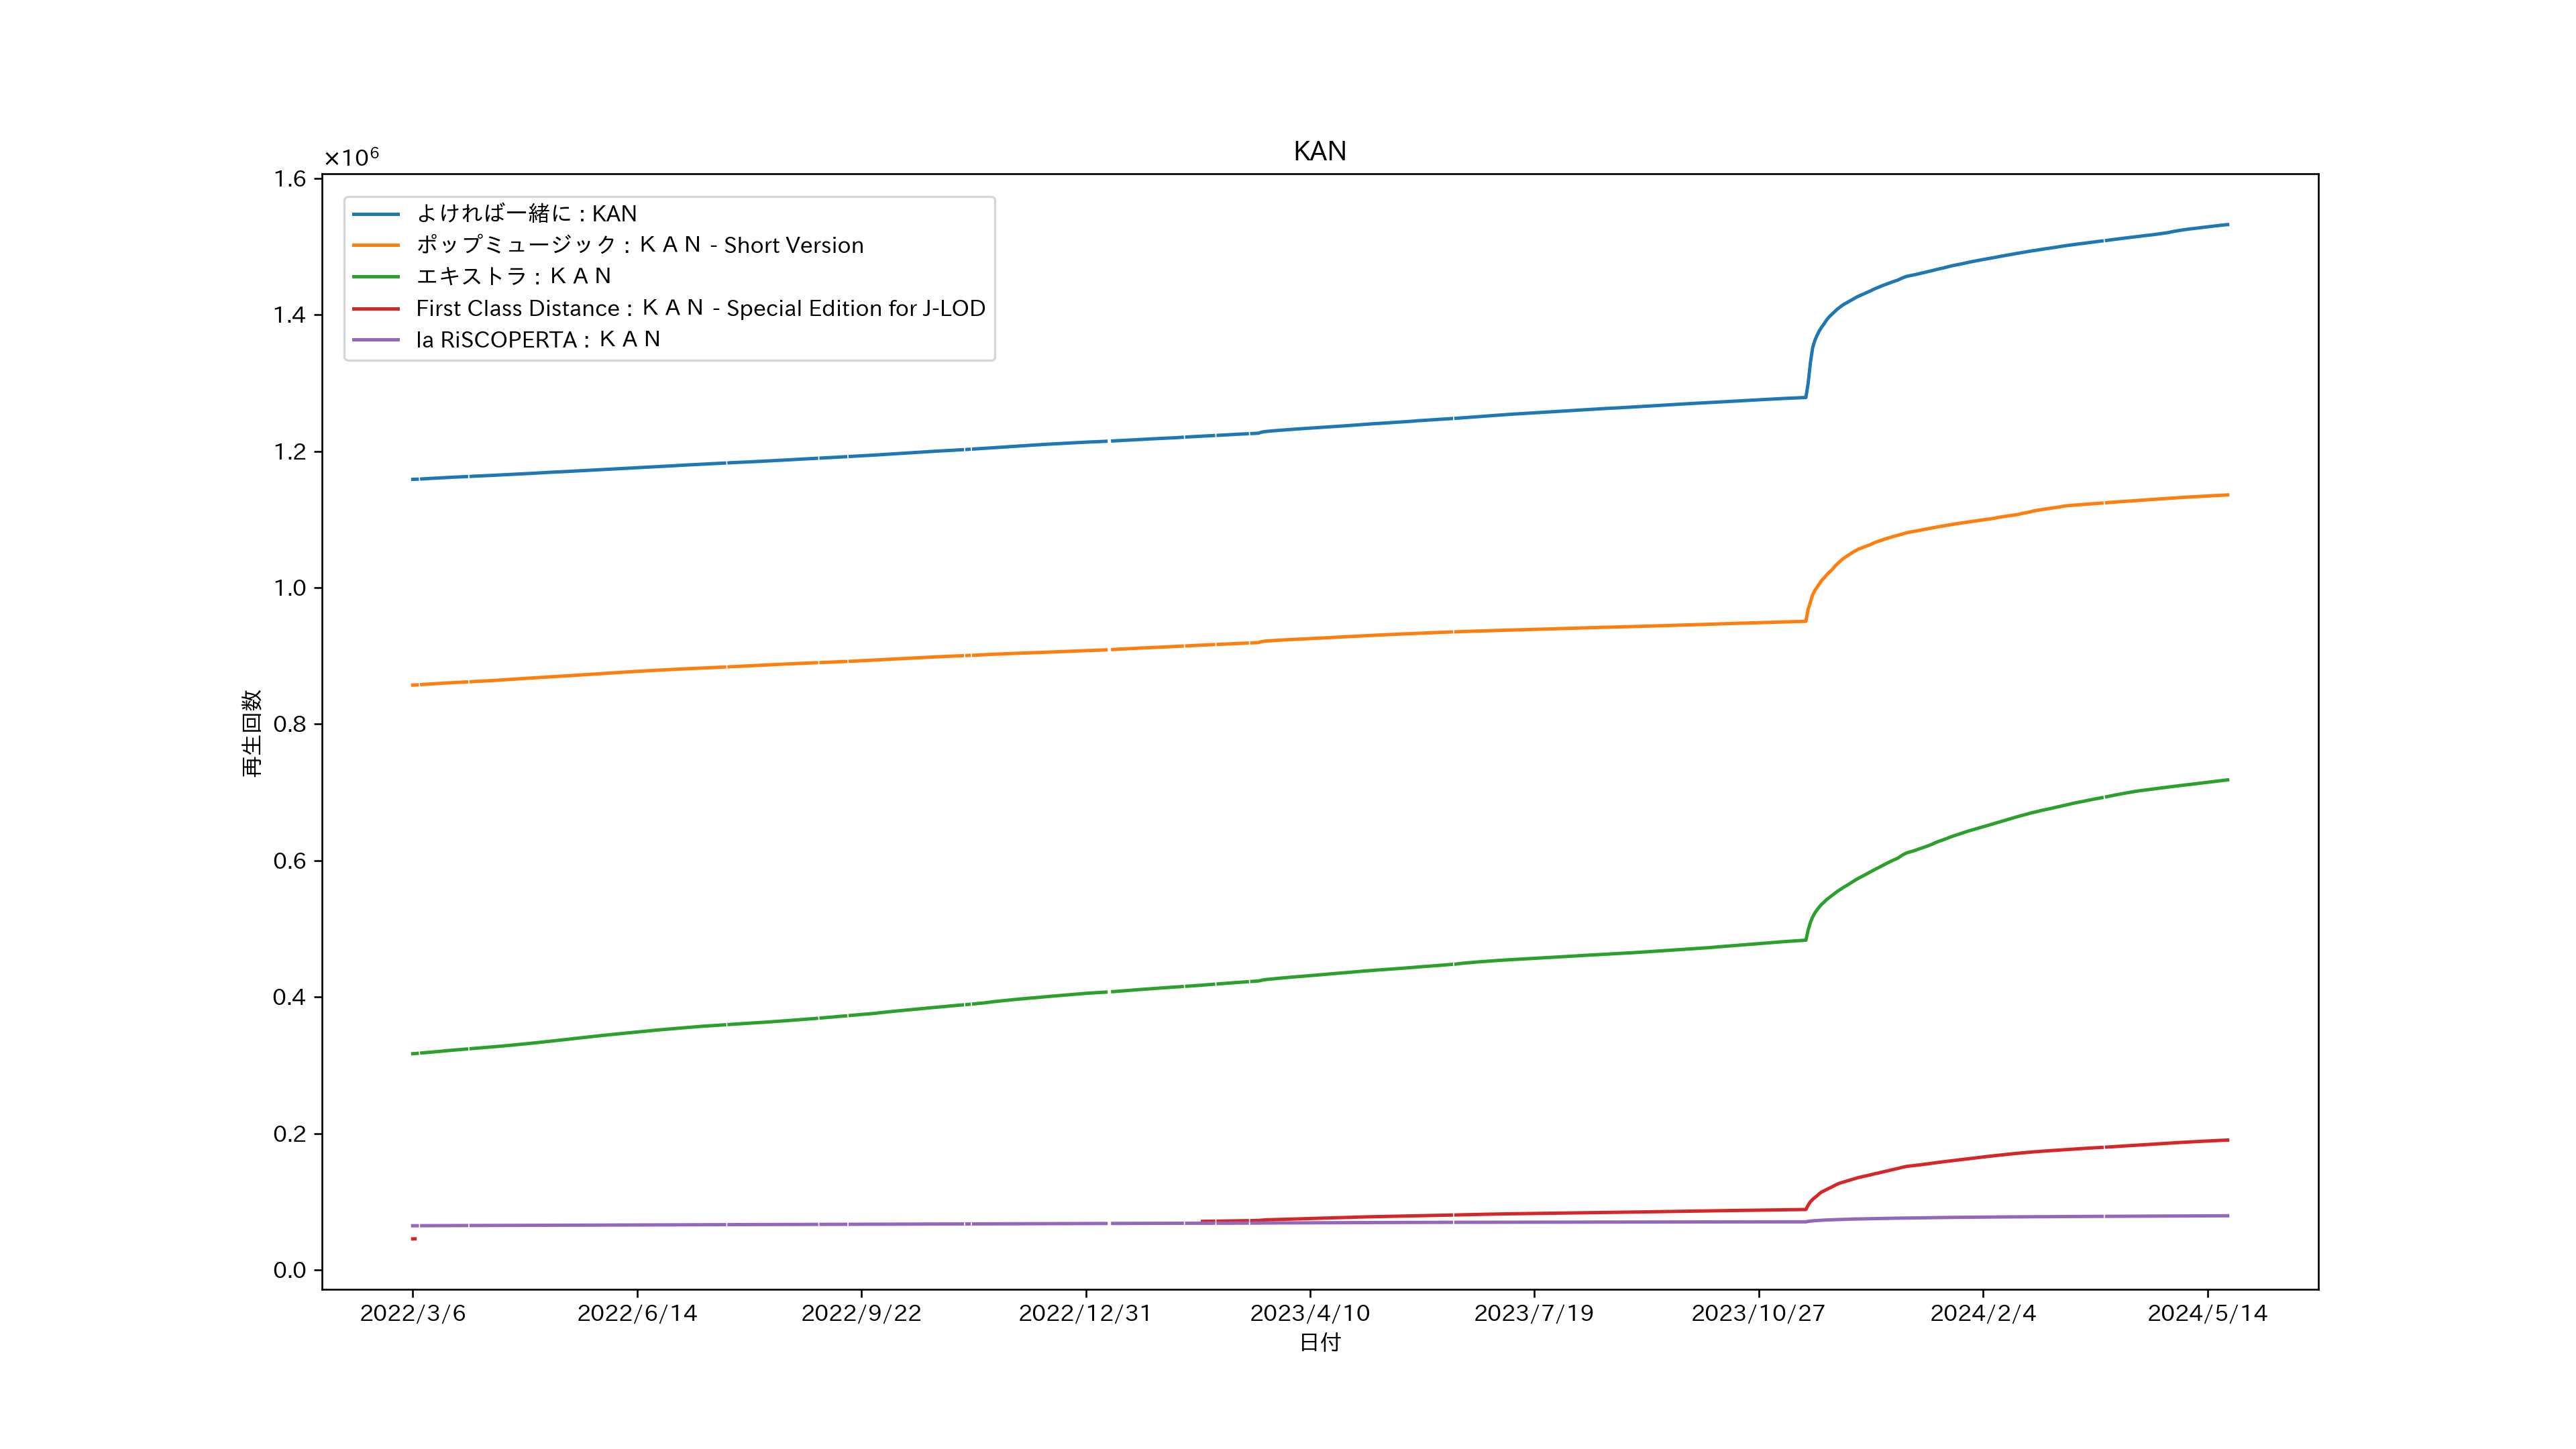 KAN
×10⁶
1.6
1.4
1.2
1.0
0.8
0.6
0.4
0.2
0.0
再生回数
よければ一緒に : KAN
ポップミュージック : ＫＡＮ - Short Version
エキストラ : ＫＡＮ
First Class Distance : ＫＡＮ - Special Edition for J-LOD
la RiSCOPERTA : ＫＡＮ
2022/3/6
2022/6/14
2022/9/22
2022/12/31
2023/4/10
2023/7/19
2023/10/27
2024/2/4
2024/5/14
日付